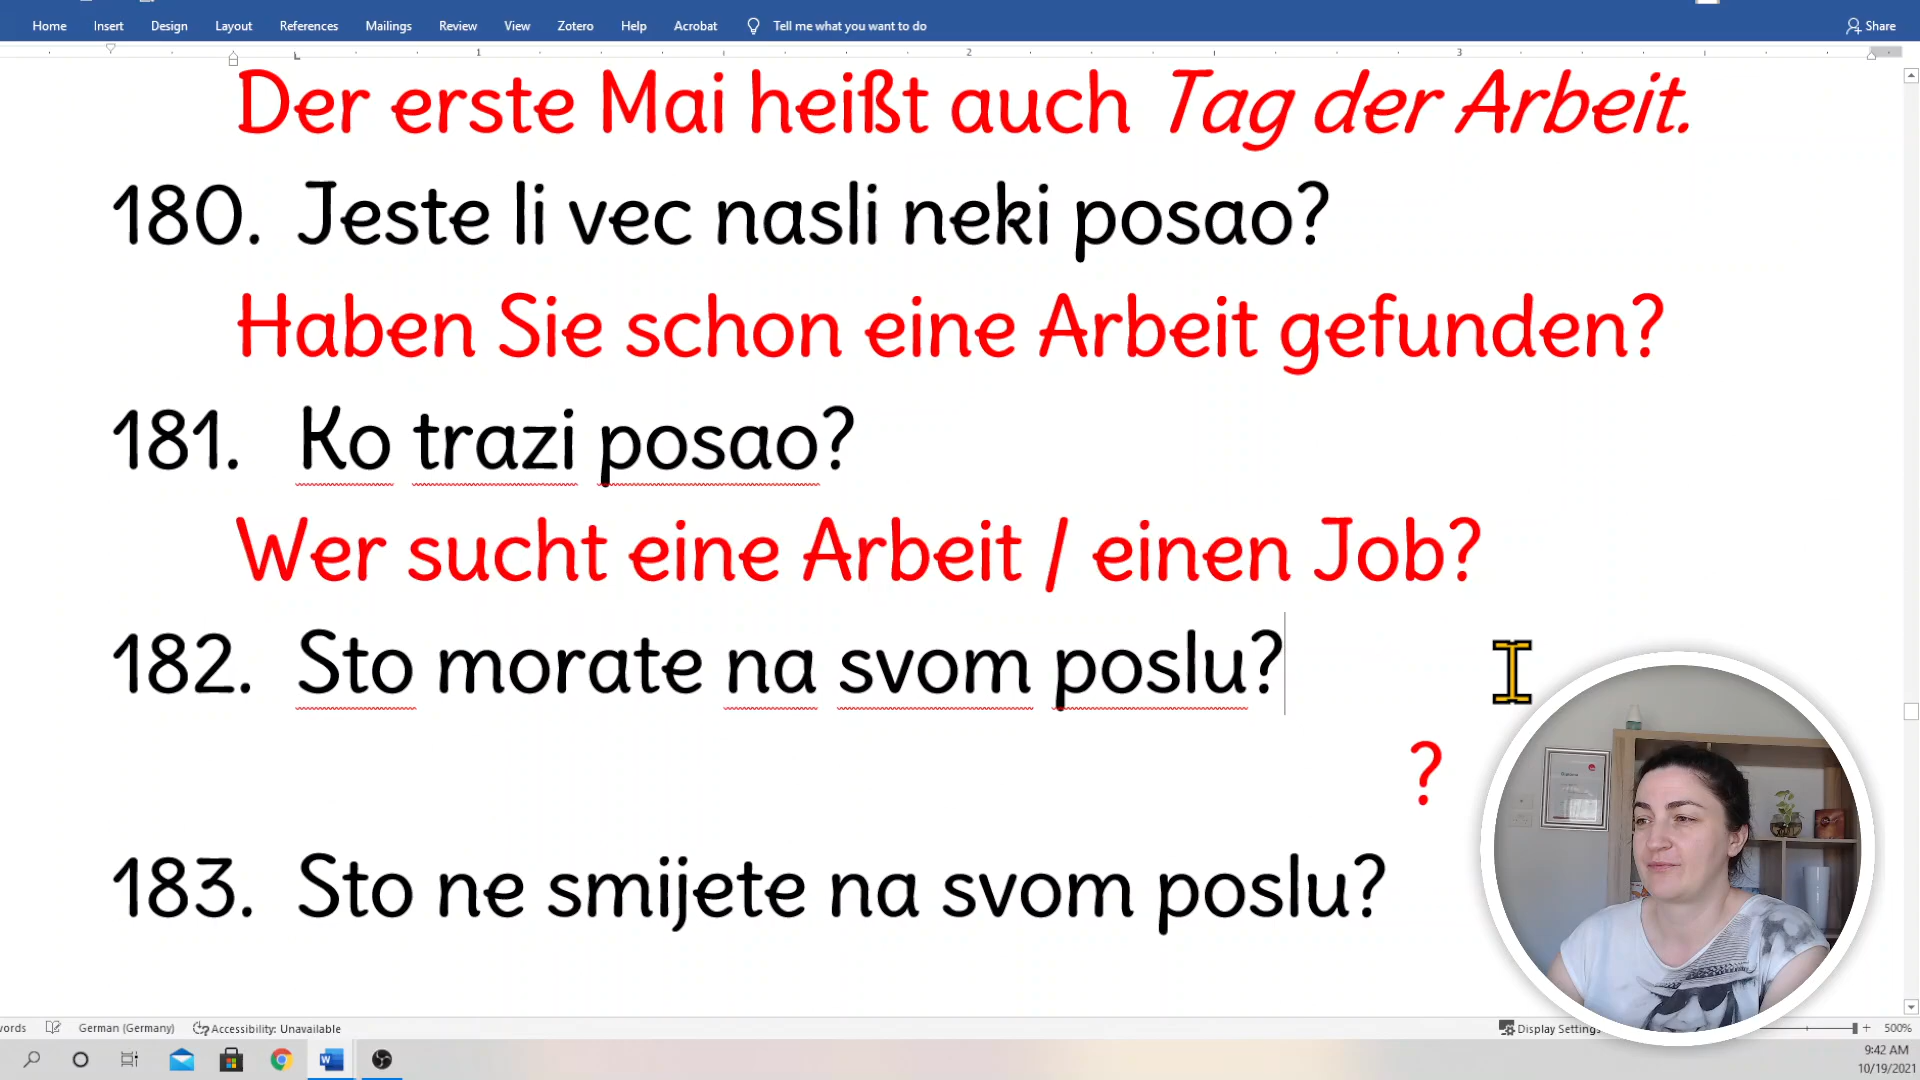 Home Insert Design Layout References Mailings Review View Zotero Help Acrobat Tell me what you want to do Share
1 2 3
Der erste Mai heißt auch Tag der Arbeit.
180. Jeste li vec nasli neki posao?
Haben Sie schon eine Arbeit gefunden?
181. Ko trazi posao?
Wer sucht eine Arbeit / einen Job?
182. Sto morate na svom poslu?
?
183. Sto ne smijete na svom poslu?
words German (Germany) Accessibility: Unavailable Display Settings 500%
9:42 AM
10/19/2021